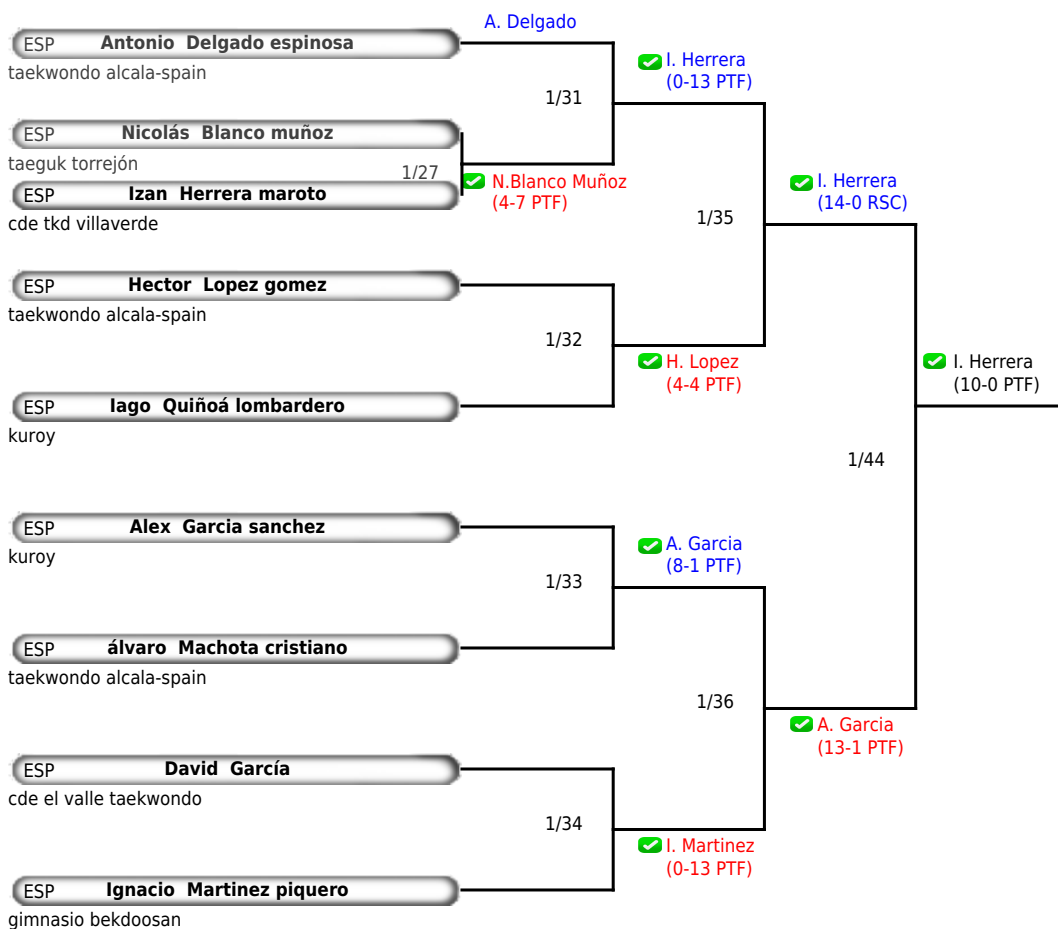 A. Delgado
ESP Antonio Delgado espinosa
taekwondo alcala-spain
I. Herrera
(0-13 PTF)
1/31
ESP Nicolás Blanco muñoz
taeguk torrejón
1/27
N.Blanco Muñoz
(4-7 PTF)
ESP Izan Herrera maroto
cde tkd villaverde
I. Herrera
(14-0 RSC)
1/35
ESP Hector Lopez gomez
taekwondo alcala-spain
1/32
H. Lopez
(4-4 PTF)
I. Herrera
(10-0 PTF)
ESP Iago Quiñoá lombardero
kuroy
1/44
ESP Alex Garcia sanchez
kuroy
A. Garcia
(8-1 PTF)
1/33
ESP álvaro Machota cristiano
taekwondo alcala-spain
1/36
A. Garcia
(13-1 PTF)
ESP David García
cde el valle taekwondo
1/34
I. Martinez
(0-13 PTF)
ESP Ignacio Martinez piquero
gimnasio bekdoosan